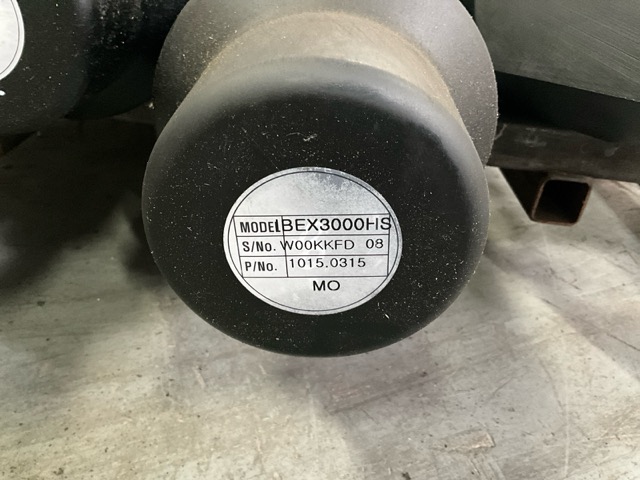 MODEL BEX3000HS
S/No. W00KKFD 08
P/No. 1015.0315
MO